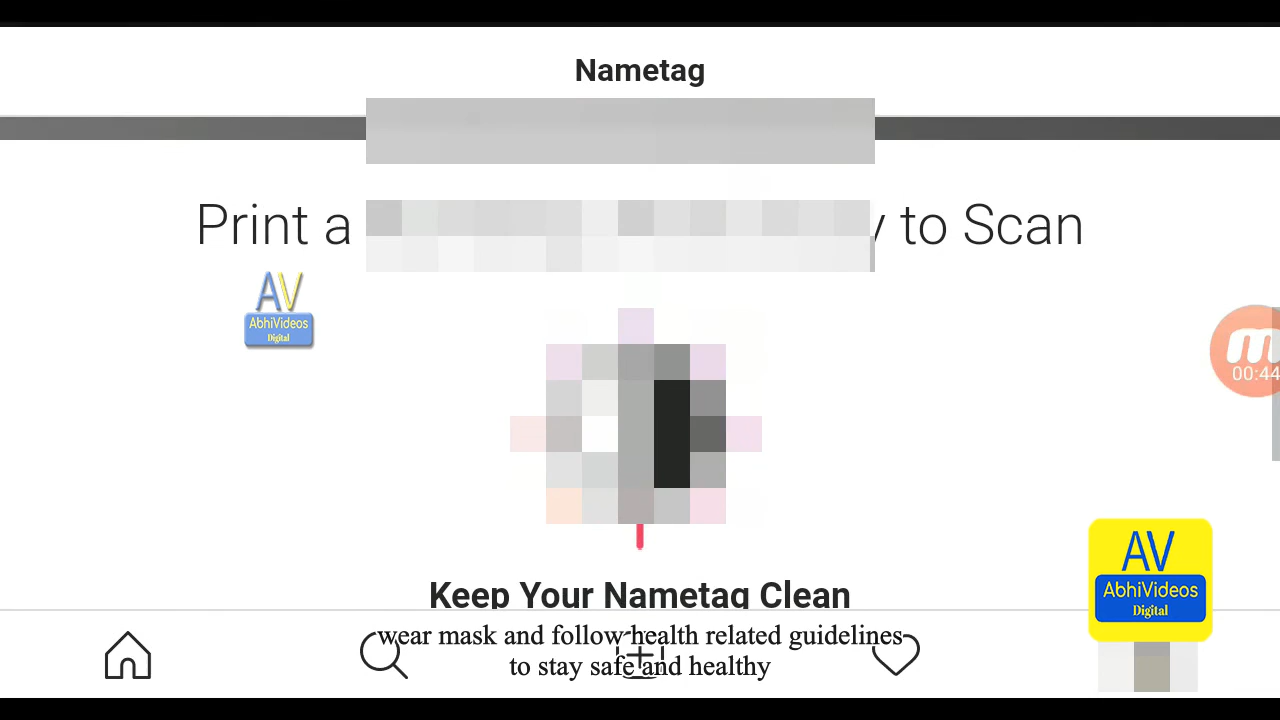 Nametag
Print a
to Scan
AV
AbhiVideos
Digital
00:44
AV
AbhiVideos
Digital
Keep Your Nametag Clean
wear mask and follow health related guidelines
to stay safe and healthy